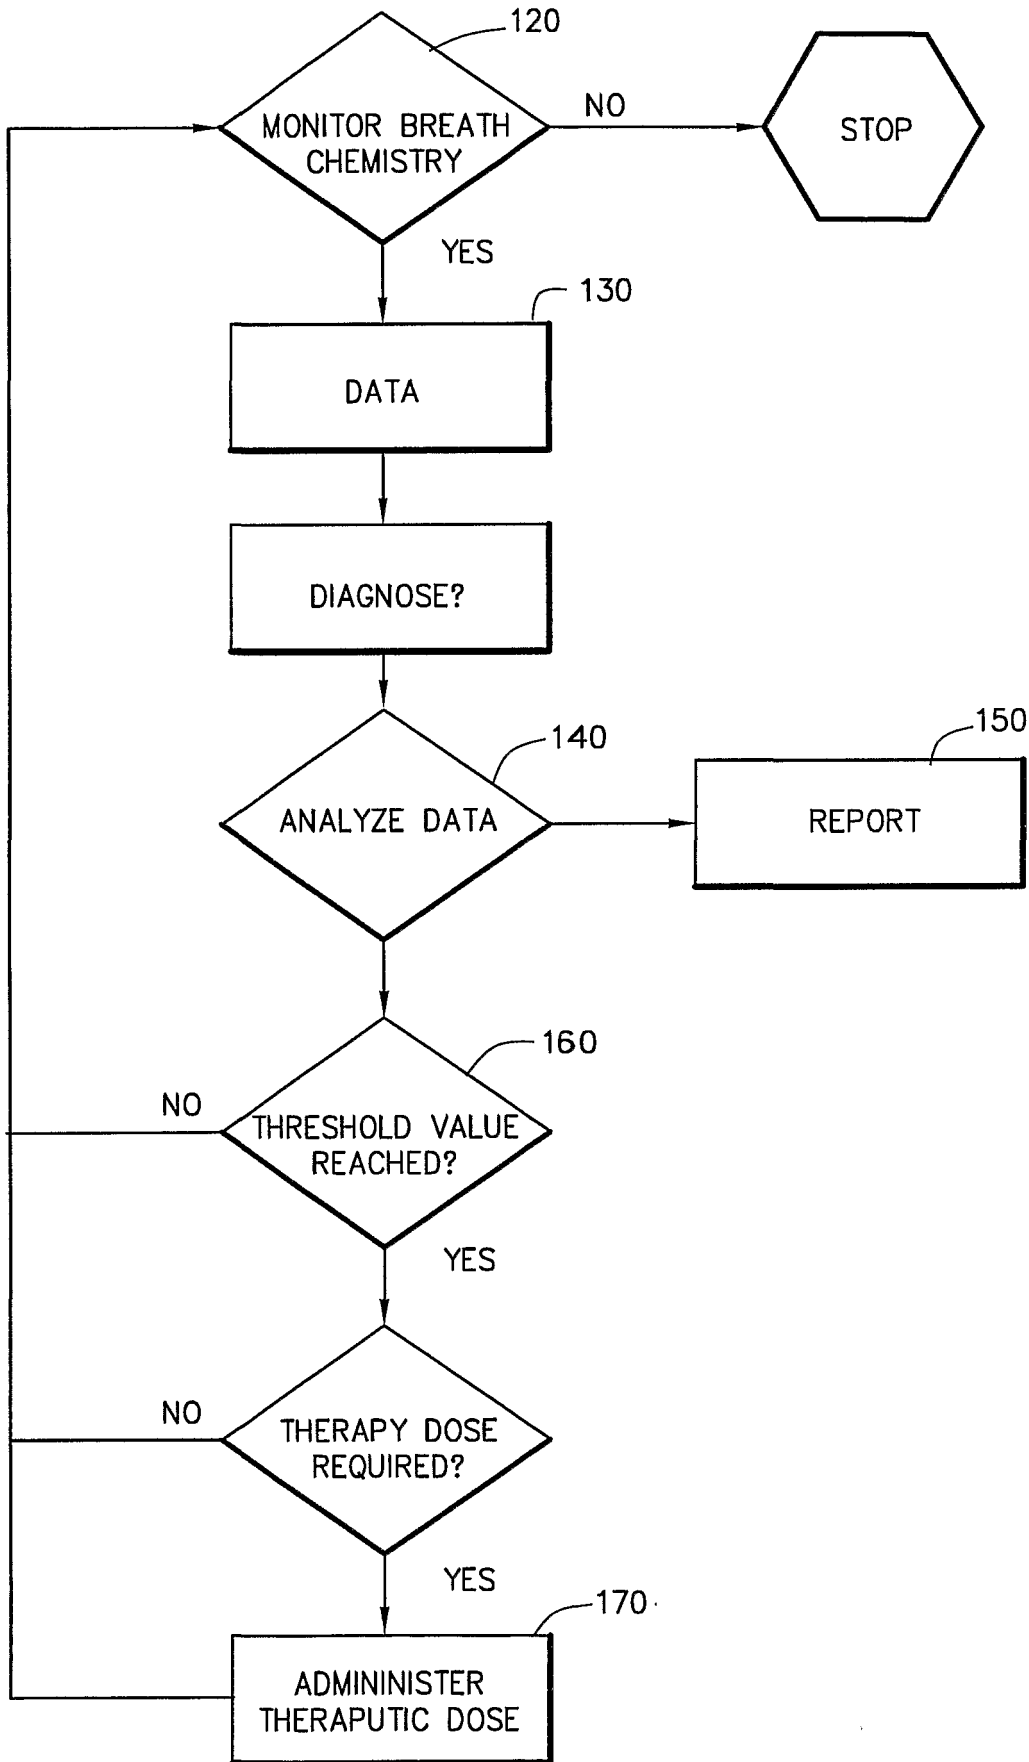 120
MONITOR BREATH
CHEMISTRY
NO
STOP
YES
130
DATA
DIAGNOSE?
140
ANALYZE DATA
150
REPORT
160
NO
THRESHOLD VALUE
REACHED?
YES
NO
THERAPY DOSE
REQUIRED?
YES
170
ADMININISTER
THERAPUTIC DOSE